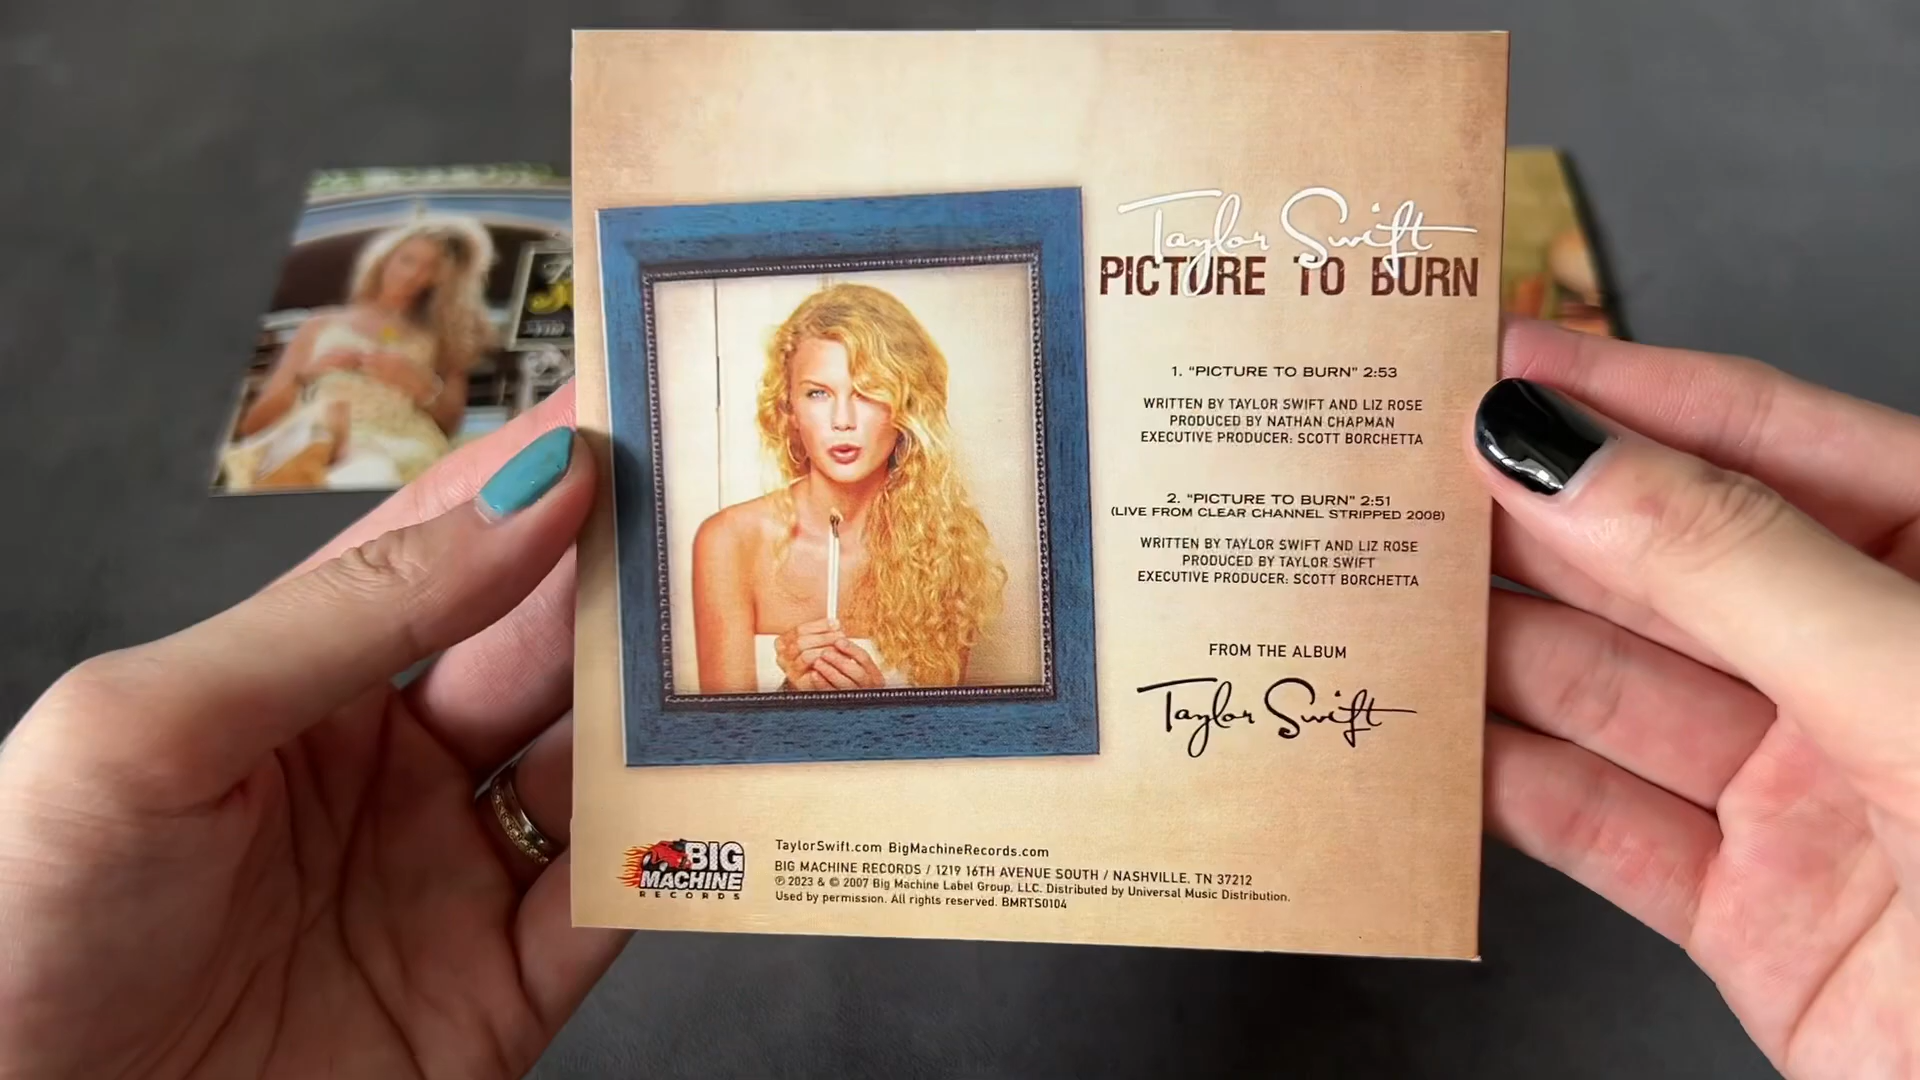 Taylor Swift
PICTURE TO BURN
1. “PICTURE TO BURN” 2:53
WRITTEN BY TAYLOR SWIFT AND LIZ ROSE
PRODUCED BY NATHAN CHAPMAN
EXECUTIVE PRODUCER: SCOTT BORCHETTA
2. “PICTURE TO BURN” 2:51
(LIVE FROM CLEAR CHANNEL STRIPPED 2008)
WRITTEN BY TAYLOR SWIFT AND LIZ ROSE
PRODUCED BY TAYLOR SWIFT
EXECUTIVE PRODUCER: SCOTT BORCHETTA
FROM THE ALBUM
Taylor Swift
BIG
MACHINE
RECORDS
TaylorSwift.com BigMachineRecords.com
BIG MACHINE RECORDS / 1219 16TH AVENUE SOUTH / NASHVILLE, TN 37212
℗ 2023 & © 2007 Big Machine Label Group, LLC. Distributed by Universal Music Distribution.
Used by permission. All rights reserved. BMRTS0104